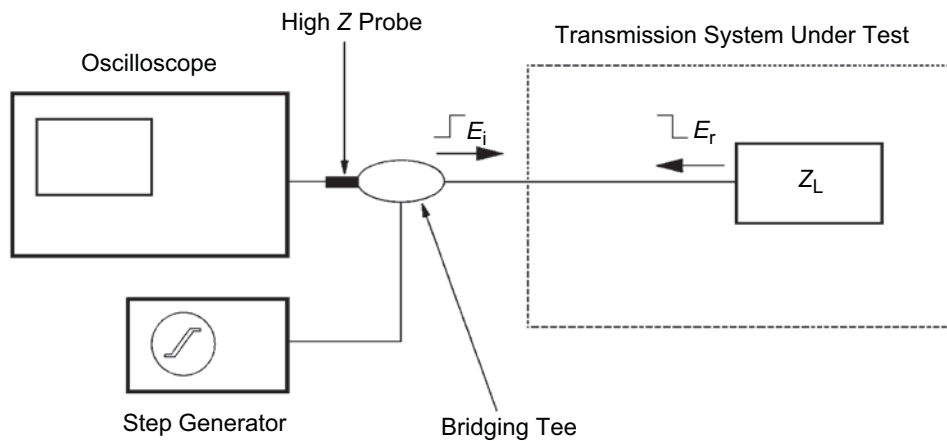 High Z Probe
Transmission System Under Test
Oscilloscope
Ei
Er
ZL
Step Generator
Bridging Tee